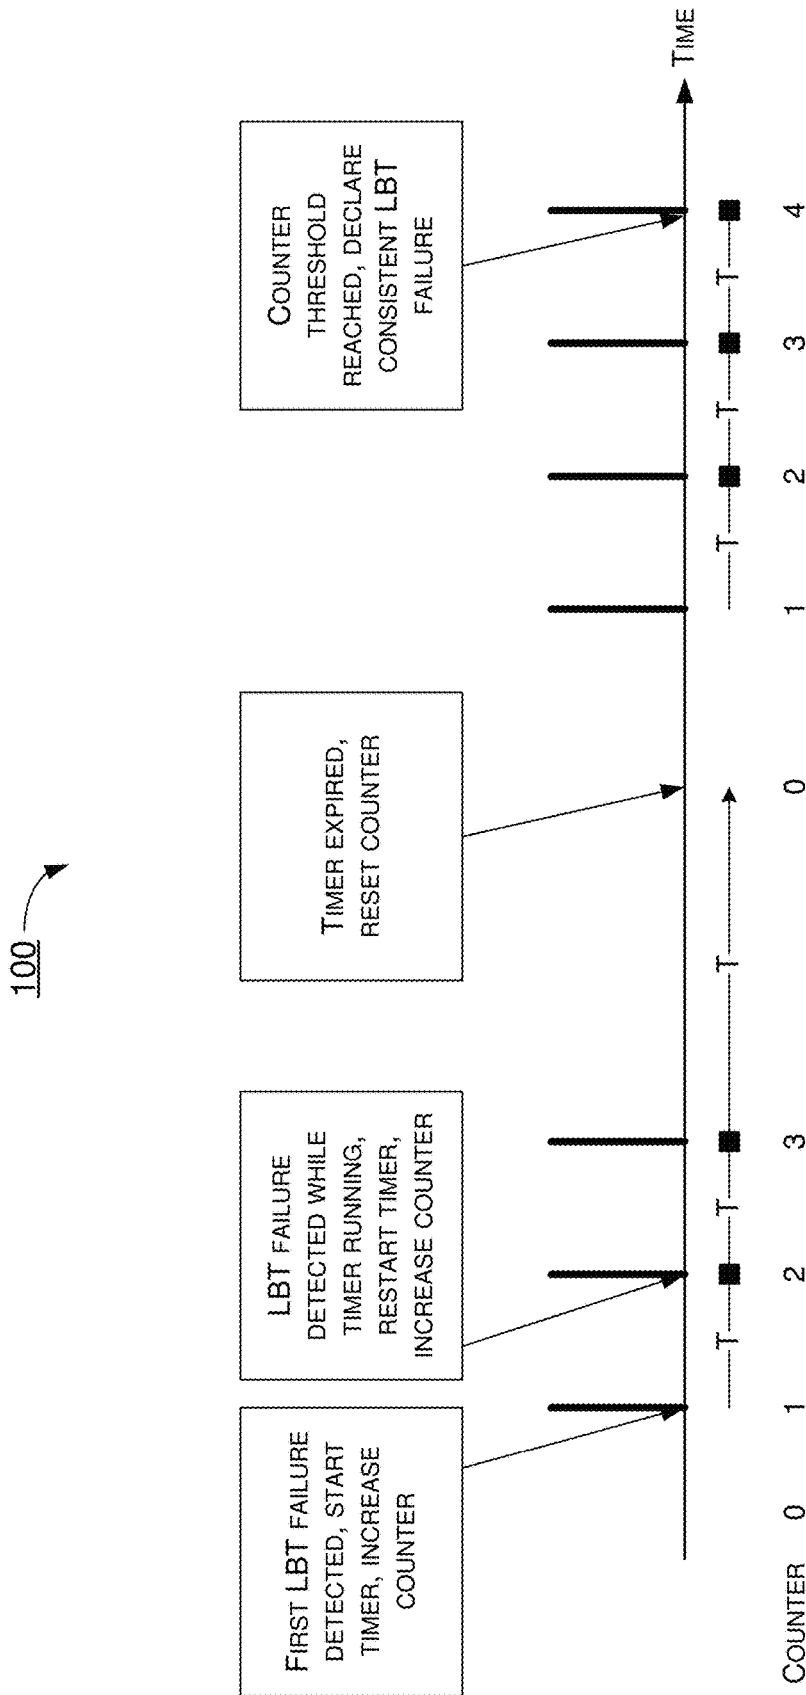 100
FIRST LBT FAILURE
DETECTED, START
TIMER, INCREASE
COUNTER
LBT FAILURE
DETECTED WHILE
TIMER RUNNING,
RESTART TIMER,
INCREASE COUNTER
TIMER EXPIRED,
RESET COUNTER
COUNTER
THRESHOLD
REACHED, DECLARE
CONSISTENT LBT
FAILURE
TIME
T T T T T T
COUNTER 0 1 2 3 0 1 2 3 4